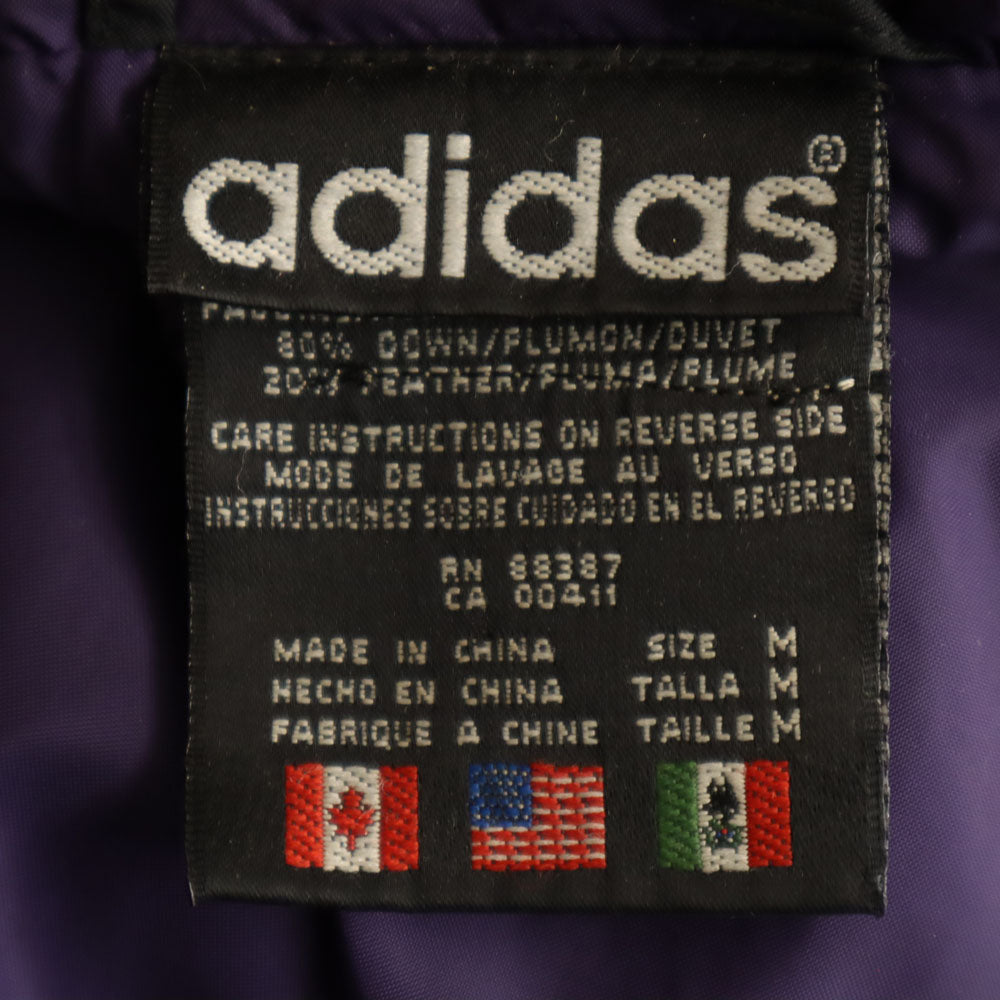 adidas®
80% DOWN/PLUMON/DUVET
20% FEATHER/PLUMA/PLUME
CARE INSTRUCTIONS ON REVERSE SIDE
MODE DE LAVAGE AU VERSO
INSTRUCCIONES SOBRE CUIDADO EN EL REVERSO
RN 88387
CA 00411
MADE IN CHINA SIZE M
HECHO EN CHINA TALLA M
FABRIQUE A CHINE TAILLE M